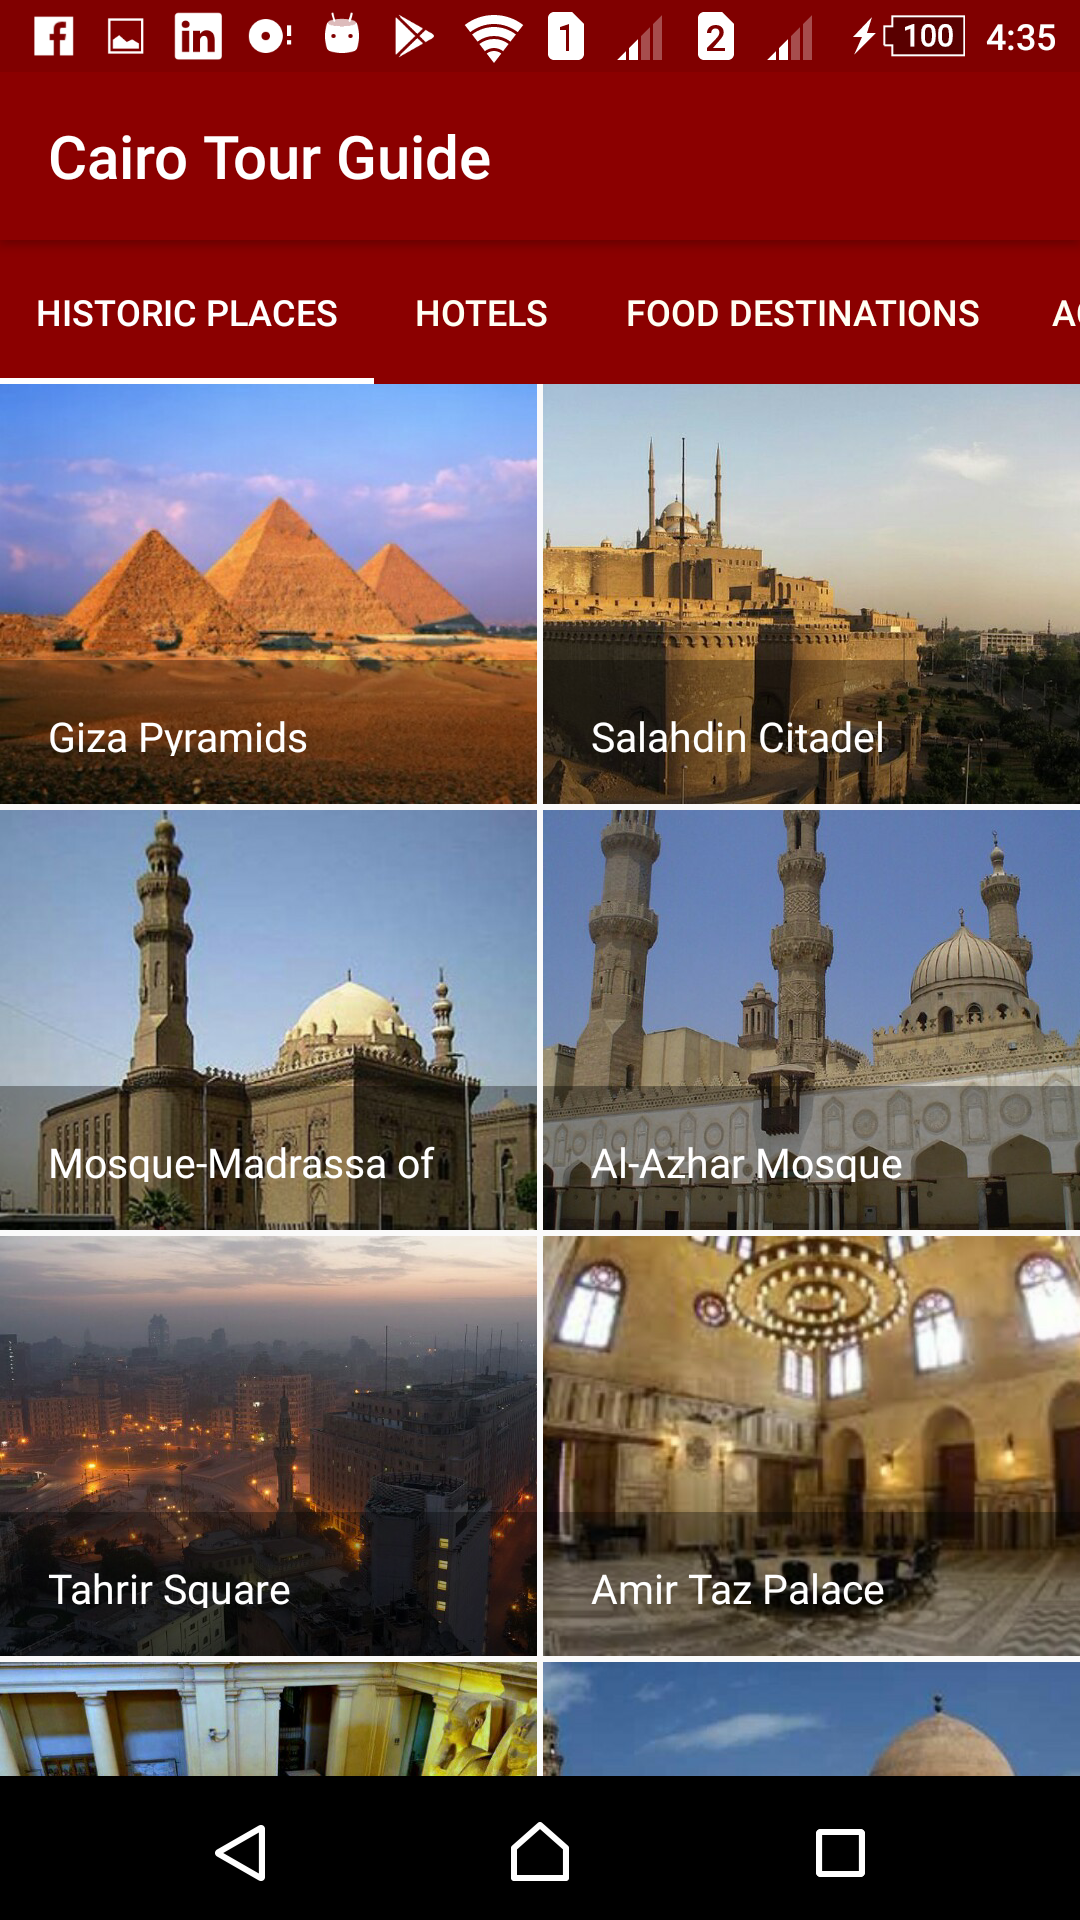 1 2 100 4:35
Cairo Tour Guide
HISTORIC PLACES HOTELS FOOD DESTINATIONS
Giza Pyramids Salahdin Citadel
Mosque-Madrassa of Al-Azhar Mosque
Tahrir Square Amir Taz Palace